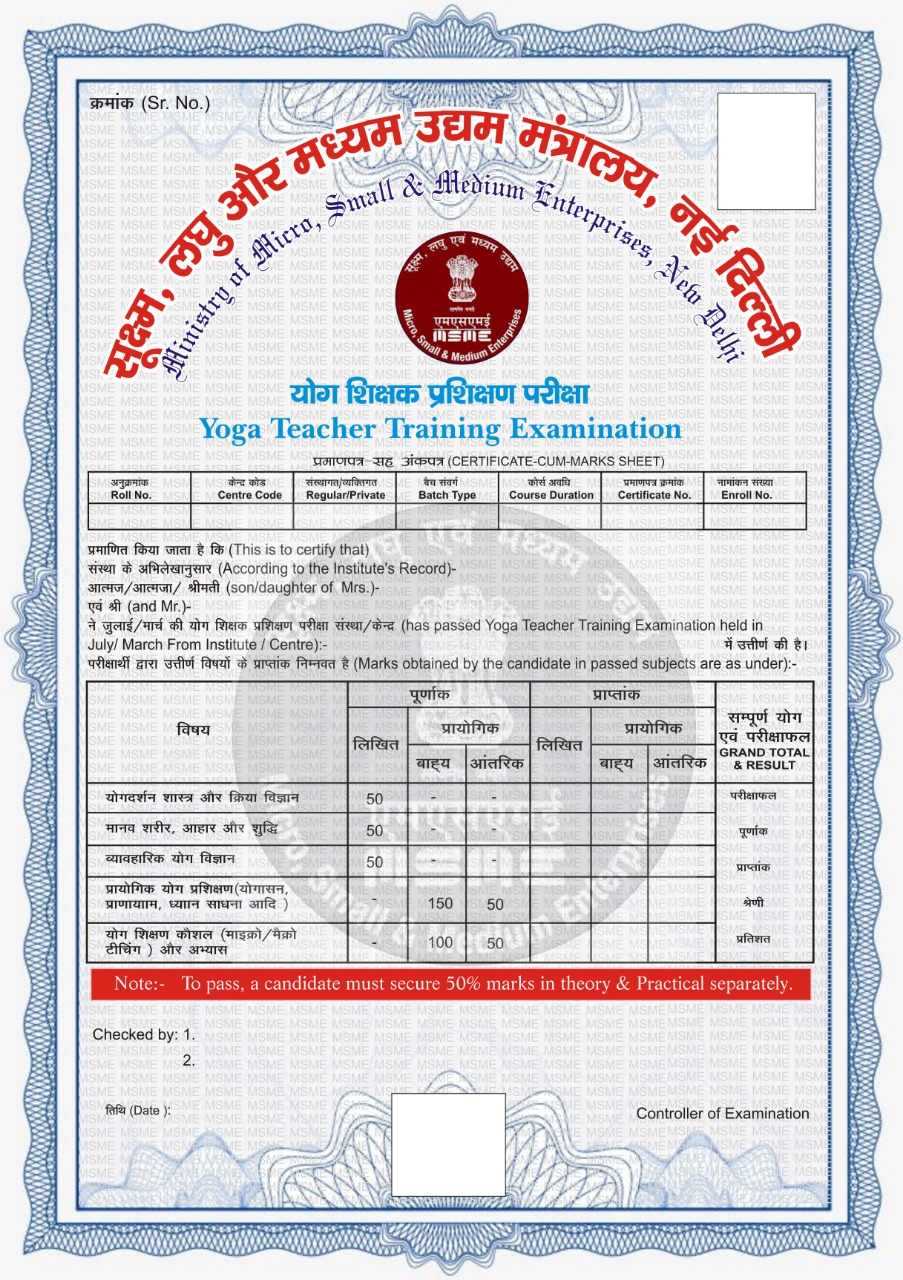 क्रमांक (Sr. No.)
सूक्ष्म, लघु और मध्यम उद्यम मंत्रालय, नई दिल्ली
Ministry of Micro, Small & Medium Enterprises, New Delhi
सूक्ष्म, लघु एवं मध्यम उद्यम
सत्यमेव जयते
एमएसएमई
MSME
Micro, Small & Medium Enterprises
योग शिक्षक प्रशिक्षण परीक्षा
Yoga Teacher Training Examination
प्रमाणपत्र-सह अंकपत्र (CERTIFICATE-CUM-MARKS SHEET)
अनुक्रमांक केन्द्र कोड संस्थागत/व्यक्तिगत बैच संवर्ग कोर्स अवधि प्रमाणपत्र क्रमांक नामांकन संख्या
Roll No. Centre Code Regular/Private Batch Type Course Duration Certificate No. Enroll No.
प्रमाणित किया जाता है कि (This is to certify that)
संस्था के अभिलेखानुसार (According to the Institute's Record)-
आत्मज/आत्मजा/ श्रीमती (son/daughter of Mrs.)-
एवं श्री (and Mr.)-
ने जुलाई/मार्च की योग शिक्षक प्रशिक्षण परीक्षा संस्था/केन्द्र (has passed Yoga Teacher Training Examination held in
July/ March From Institute / Centre):- में उत्तीर्ण की है।
परीक्षार्थी द्वारा उत्तीर्ण विषयों के प्राप्तांक निम्नवत है (Marks obtained by the candidate in passed subjects are as under):-
विषय पूर्णांक प्राप्तांक सम्पूर्ण योग
एवं परीक्षाफल
GRAND TOTAL
& RESULT
लिखित प्रायोगिक लिखित प्रायोगिक
बाह्य आंतरिक बाह्य आंतरिक
योगदर्शन शास्त्र और क्रिया विज्ञान 50 - - परीक्षाफल
मानव शरीर, आहार और शुद्धि 50 - - पूर्णांक
व्यावहारिक योग विज्ञान 50 - - प्राप्तांक
प्रायोगिक योग प्रशिक्षण(योगासन,
प्राणायााम, ध्याान साधना आदि ) - 150 50 श्रेणी
योग शिक्षण कौशल (माइक्रो/मैक्रो
टीचिंग ) और अभ्यास - 100 50 प्रतिशत
Note:- To pass, a candidate must secure 50% marks in theory & Practical separately.
Checked by: 1.
2.
तिथि (Date ):
Controller of Examination